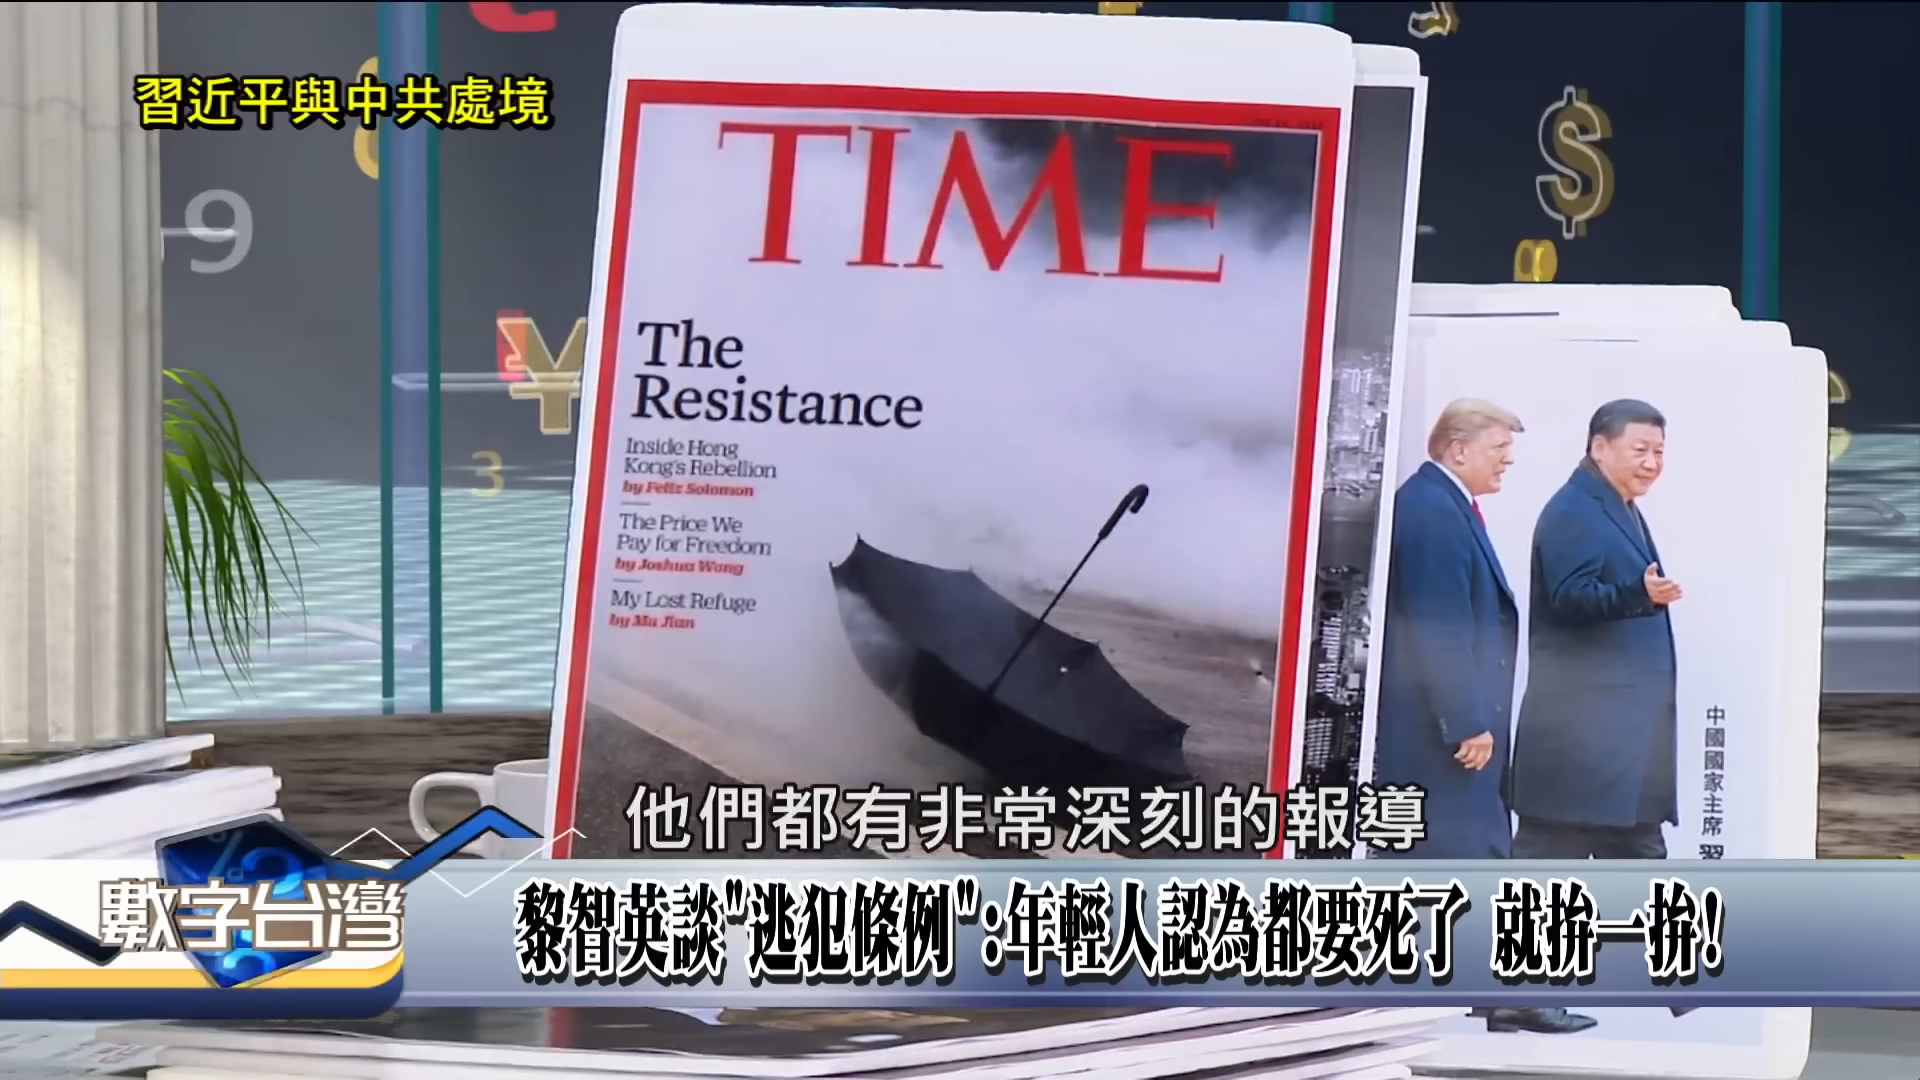 習近平與中共處境
TIME
The
Resistance
Inside Hong
Kong's Rebellion
by Feliz Solomon
The Price We
Pay for Freedom
by Joshua Wong
My Lost Refuge
by Ma Jian
9
$
¥
3
中國國家主席
他們都有非常深刻的報導
數字台灣
黎智英談"逃犯條例":年輕人認為都要死了 就拚一拚!